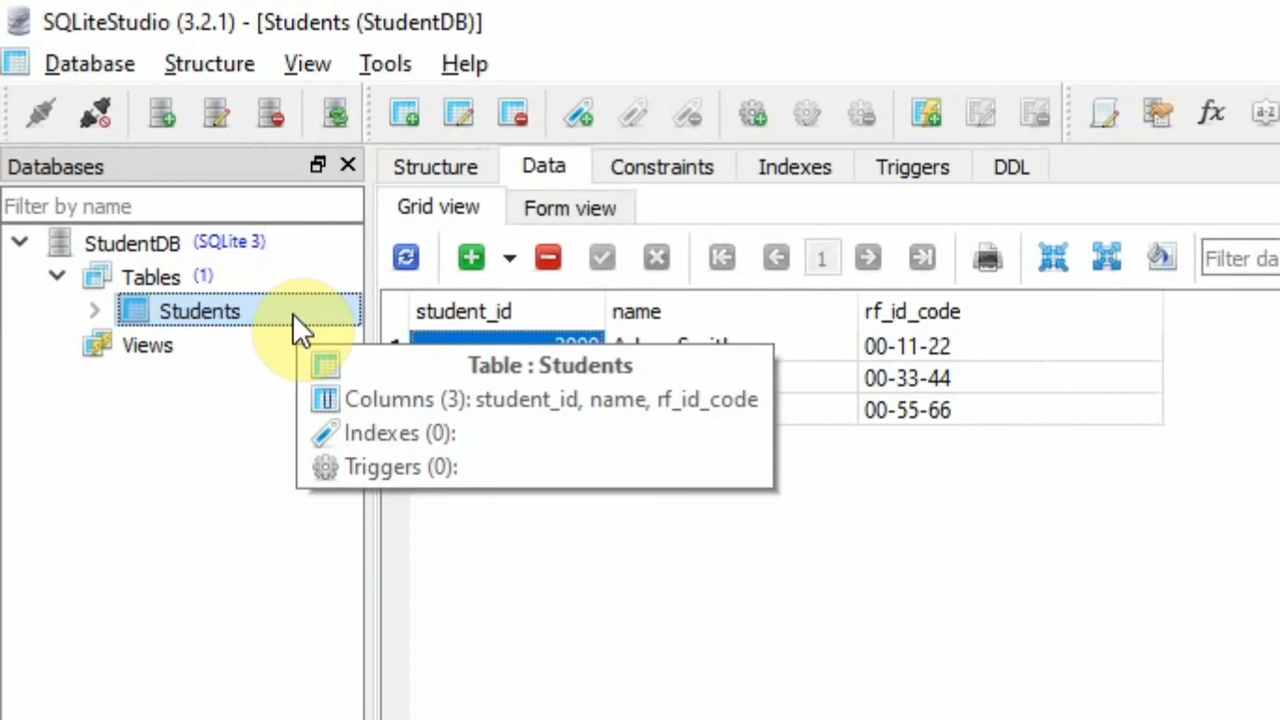 SQLiteStudio (3.2.1) - [Students (StudentDB)]
Database Structure View Tools Help
fx a-z
Databases
Structure Data Constraints Indexes Triggers DDL
Filter by name
Grid view Form view
StudentDB (SQLite 3)
Tables (1)
1
Filter da
Students
Views
student_id name rf_id_code
00-11-22
00-33-44
00-55-66
Table : Students
Columns (3): student_id, name, rf_id_code
Indexes (0):
Triggers (0):